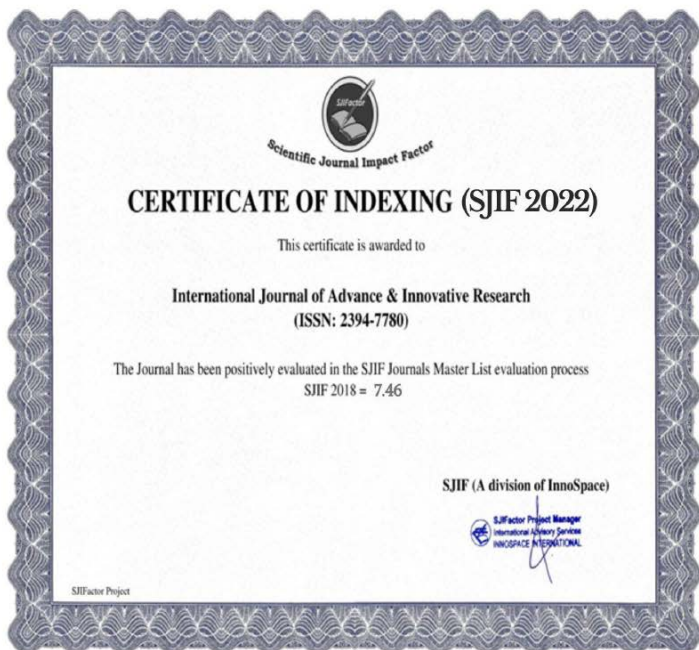 SJIFactor
Scientific Journal Impact Factor
CERTIFICATE OF INDEXING (SJIF 2022)
This certificate is awarded to
International Journal of Advance & Innovative Research
(ISSN: 2394-7780)
The Journal has been positively evaluated in the SJIF Journals Master List evaluation process
SJIF 2018 = 7.46
SJIF (A division of InnoSpace)
SJIFactor Project Manager
International Advisory Services
INNOSPACE INTERNATIONAL
SJIFactor Project